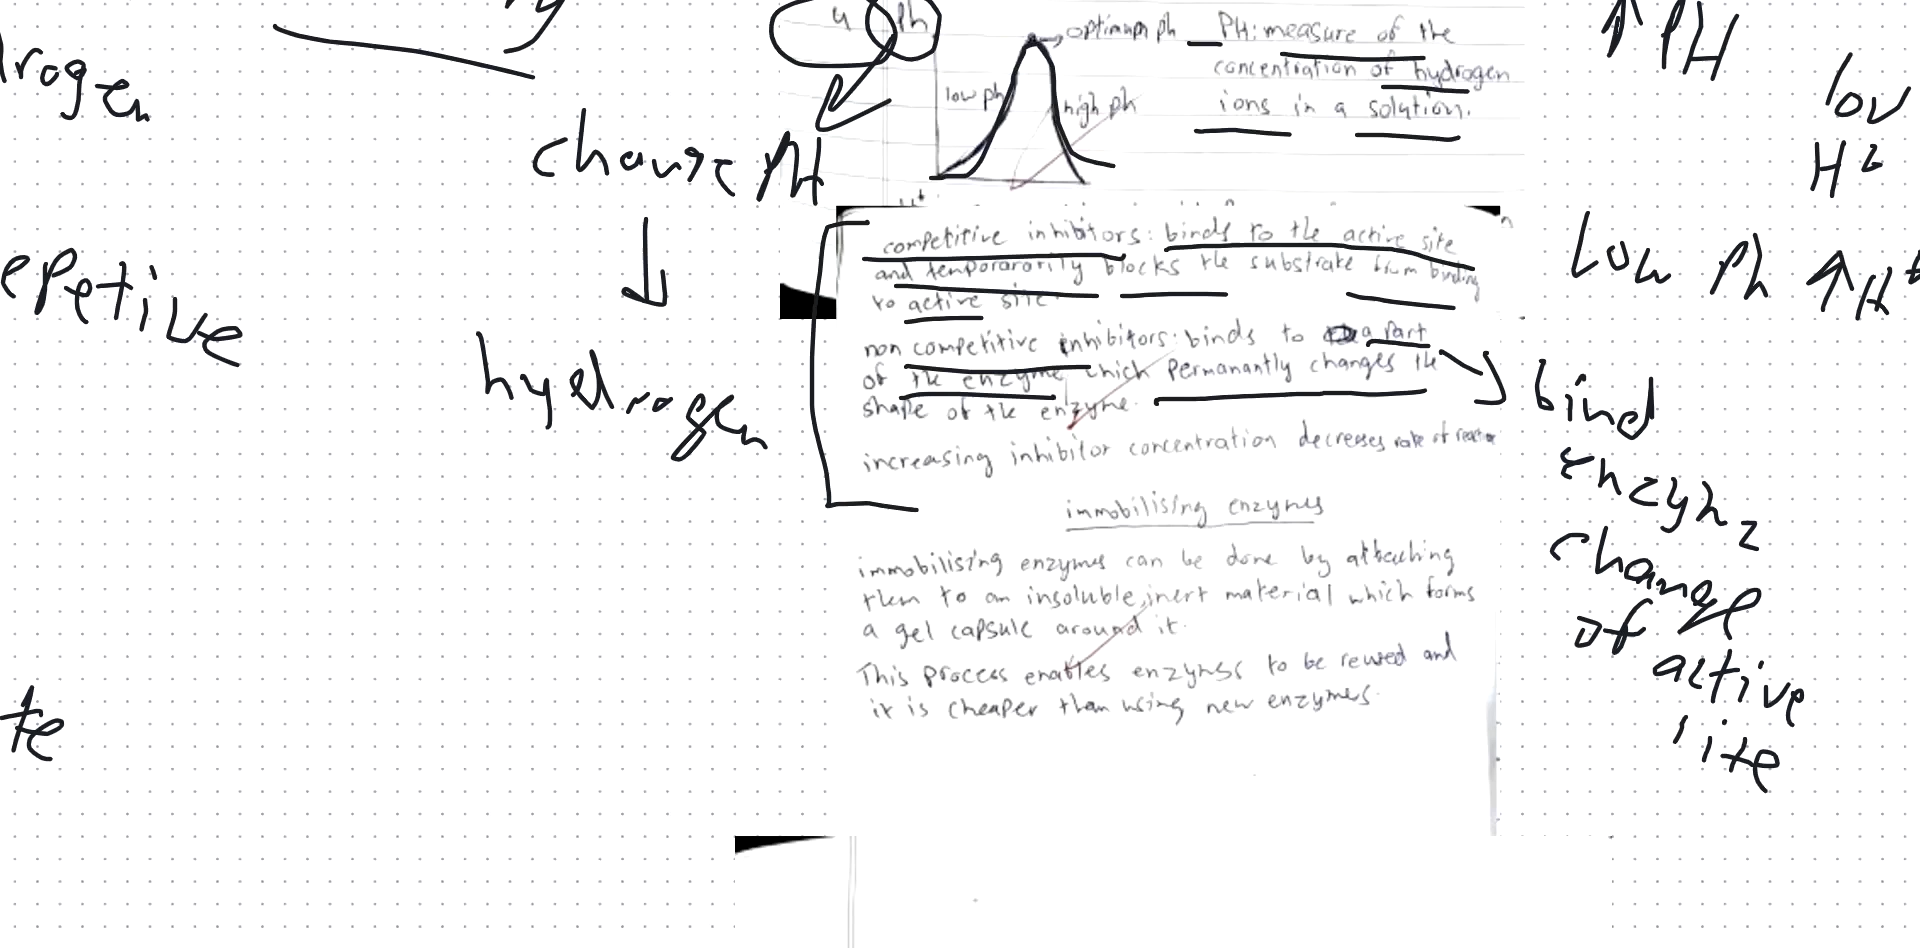 rogen
epetive
te
change PH
hydrogen
4 Ph
optimum ph
low ph
high ph
PH: measure of the
concentration of hydrogen
ions in a solution.
competitive inhibitors: binds to the active site
and temporararily blocks the substrate from binding
to active site.
non competitive inhibitors: binds to a part
of the enzyme which permanantly changes the
shape of the enzyme.
increasing inhibitor concentration decreases rate of reaction
immobilising enzymes
immobilising enzymes can be done by attaching
them to an insoluble, inert material which forms
a gel capsule around it.
This process enables enzymes to be reused and
it is cheaper than using new enzymes.
↑ PH
low
H+
low Ph ↑ H+
bind
enzyme
change
of
active
site